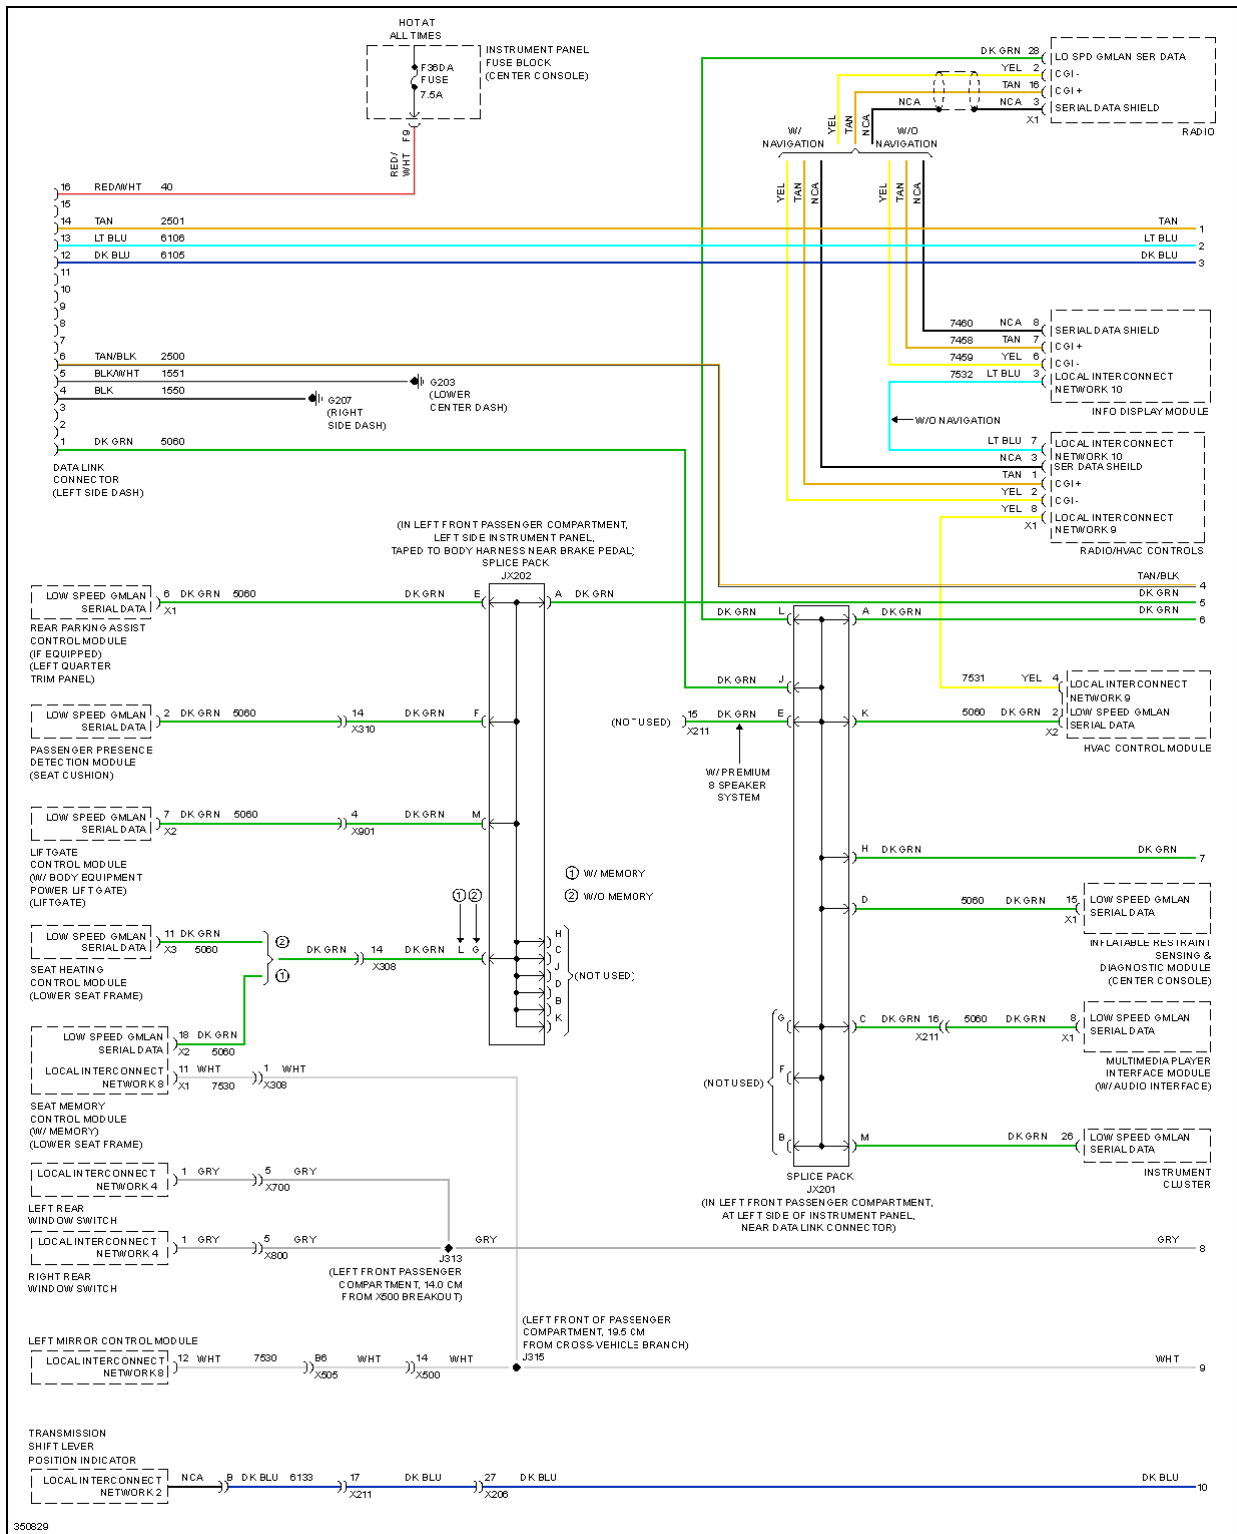 HOT AT
ALL TIMES
F36DA
FUSE
7.5A
INSTRUMENT PANEL
FUSE BLOCK
(CENTER CONSOLE)
F9
RED/
WHT
16 RED/WHT 40
15
14 TAN 2501
13 LT BLU 6106
12 DK BLU 6105
11
10
9
8
7
6 TAN/BLK 2500
5 BLK/WHT 1551
4 BLK 1550
3
2
1 DK GRN 5060
DATA LINK
CONNECTOR
(LEFT SIDE DASH)
G203
(LOWER
CENTER DASH)
G207
(RIGHT
SIDE DASH)
DK GRN 28 LO SPD GMLAN SER DATA
YEL 2 CGI-
TAN 16 CGI+
NCA NCA 3 SERIAL DATA SHIELD
X1
RADIO
YEL
TAN
NCA
W/
NAVIGATION
W/O
NAVIGATION
YEL
TAN
NCA
YEL
TAN
NCA
TAN 1
LT BLU 2
DK BLU 3
7460 NCA 8 SERIAL DATA SHIELD
7458 TAN 7 CGI+
7459 YEL 6 CGI-
7532 LT BLU 3 LOCAL INTERCONNECT
NETWORK 10
INFO DISPLAY MODULE
W/O NAVIGATION
LT BLU 7 LOCAL INTERCONNECT
NETWORK 10
NCA 3 SER DATA SHEILD
TAN 1 CGI+
YEL 2 CGI-
YEL 8 LOCAL INTERCONNECT
NETWORK 9
X1
RADIO/HVAC CONTROLS
TAN/BLK 4
DK GRN 5
DK GRN 6
(IN LEFT FRONT PASSENGER COMPARTMENT,
LEFT SIDE INSTRUMENT PANEL,
TAPED TO BODY HARNESS NEAR BRAKE PEDAL)
SPLICE PACK
JX202
LOW SPEED GMLAN
SERIAL DATA
6 DK GRN 5060 DK GRN E
X1
A DK GRN
REAR PARKING ASSIST
CONTROL MODULE
(IF EQUIPPED)
(LEFT QUARTER
TRIM PANEL)
LOW SPEED GMLAN
SERIAL DATA
2 DK GRN 5060 14 DK GRN F
X310
PASSENGER PRESENCE
DETECTION MODULE
(SEAT CUSHION)
LOW SPEED GMLAN
SERIAL DATA
7 DK GRN 5060 4 DK GRN M
X2 X901
LIFTGATE
CONTROL MODULE
(W/ BODY EQUIPMENT
POWER LIFTGATE)
(LIFTGATE)
1 W/ MEMORY
2 W/O MEMORY
1 2
LOW SPEED GMLAN
SERIAL DATA
11 DK GRN
X3 5060
2
1
DK GRN 14 DK GRN L G
X308
SEAT HEATING
CONTROL MODULE
(LOWER SEAT FRAME)
H
C
J
D
B
K
(NOT USED)
LOW SPEED GMLAN
SERIAL DATA
18 DK GRN
X2 5060
LOCAL INTERCONNECT
NETWORK 8
11 WHT 1 WHT
X1 7530 X308
SEAT MEMORY
CONTROL MODULE
(W/ MEMORY)
(LOWER SEAT FRAME)
DK GRN L
A DK GRN
DK GRN J
(NOT USED) 15 DK GRN E
X211
W/ PREMIUM
8 SPEAKER
SYSTEM
7531 YEL 4 LOCAL INTERCONNECT
NETWORK 9
K 5060 DK GRN 2 LOW SPEED GMLAN
SERIAL DATA
X2
HVAC CONTROL MODULE
H DK GRN DK GRN 7
D 5060 DK GRN 15 LOW SPEED GMLAN
SERIAL DATA
X1
INFLATABLE RESTRAINT
SENSING &
DIAGNOSTIC MODULE
(CENTER CONSOLE)
G
F
B
(NOT USED)
C DK GRN 16 5060 DK GRN 8 LOW SPEED GMLAN
SERIAL DATA
X211 X1
MULTIMEDIA PLAYER
INTERFACE MODULE
(W/ AUDIO INTERFACE)
M DK GRN 26 LOW SPEED GMLAN
SERIAL DATA
INSTRUMENT
CLUSTER
SPLICE PACK
JX201
(IN LEFT FRONT PASSENGER COMPARTMENT,
AT LEFT SIDE OF INSTRUMENT PANEL,
NEAR DATA LINK CONNECTOR)
LOCAL INTERCONNECT
NETWORK 4
1 GRY 5 GRY
X700
LEFT REAR
WINDOW SWITCH
LOCAL INTERCONNECT
NETWORK 4
1 GRY 5 GRY GRY GRY 8
X800
RIGHT REAR
WINDOW SWITCH
J313
(LEFT FRONT PASSENGER
COMPARTMENT, 14.0 CM
FROM X500 BREAKOUT)
(LEFT FRONT OF PASSENGER
COMPARTMENT, 19.5 CM
FROM CROSS-VEHICLE BRANCH)
J315
LEFT MIRROR CONTROL MODULE
LOCAL INTERCONNECT
NETWORK 8
12 WHT 7530 B6 WHT 14 WHT WHT 9
X505 X500
TRANSMISSION
SHIFT LEVER
POSITION INDICATOR
LOCAL INTERCONNECT
NETWORK 2
NCA B DK BLU 6133 17 DK BLU 27 DK BLU DK BLU 10
X211 X206
350829